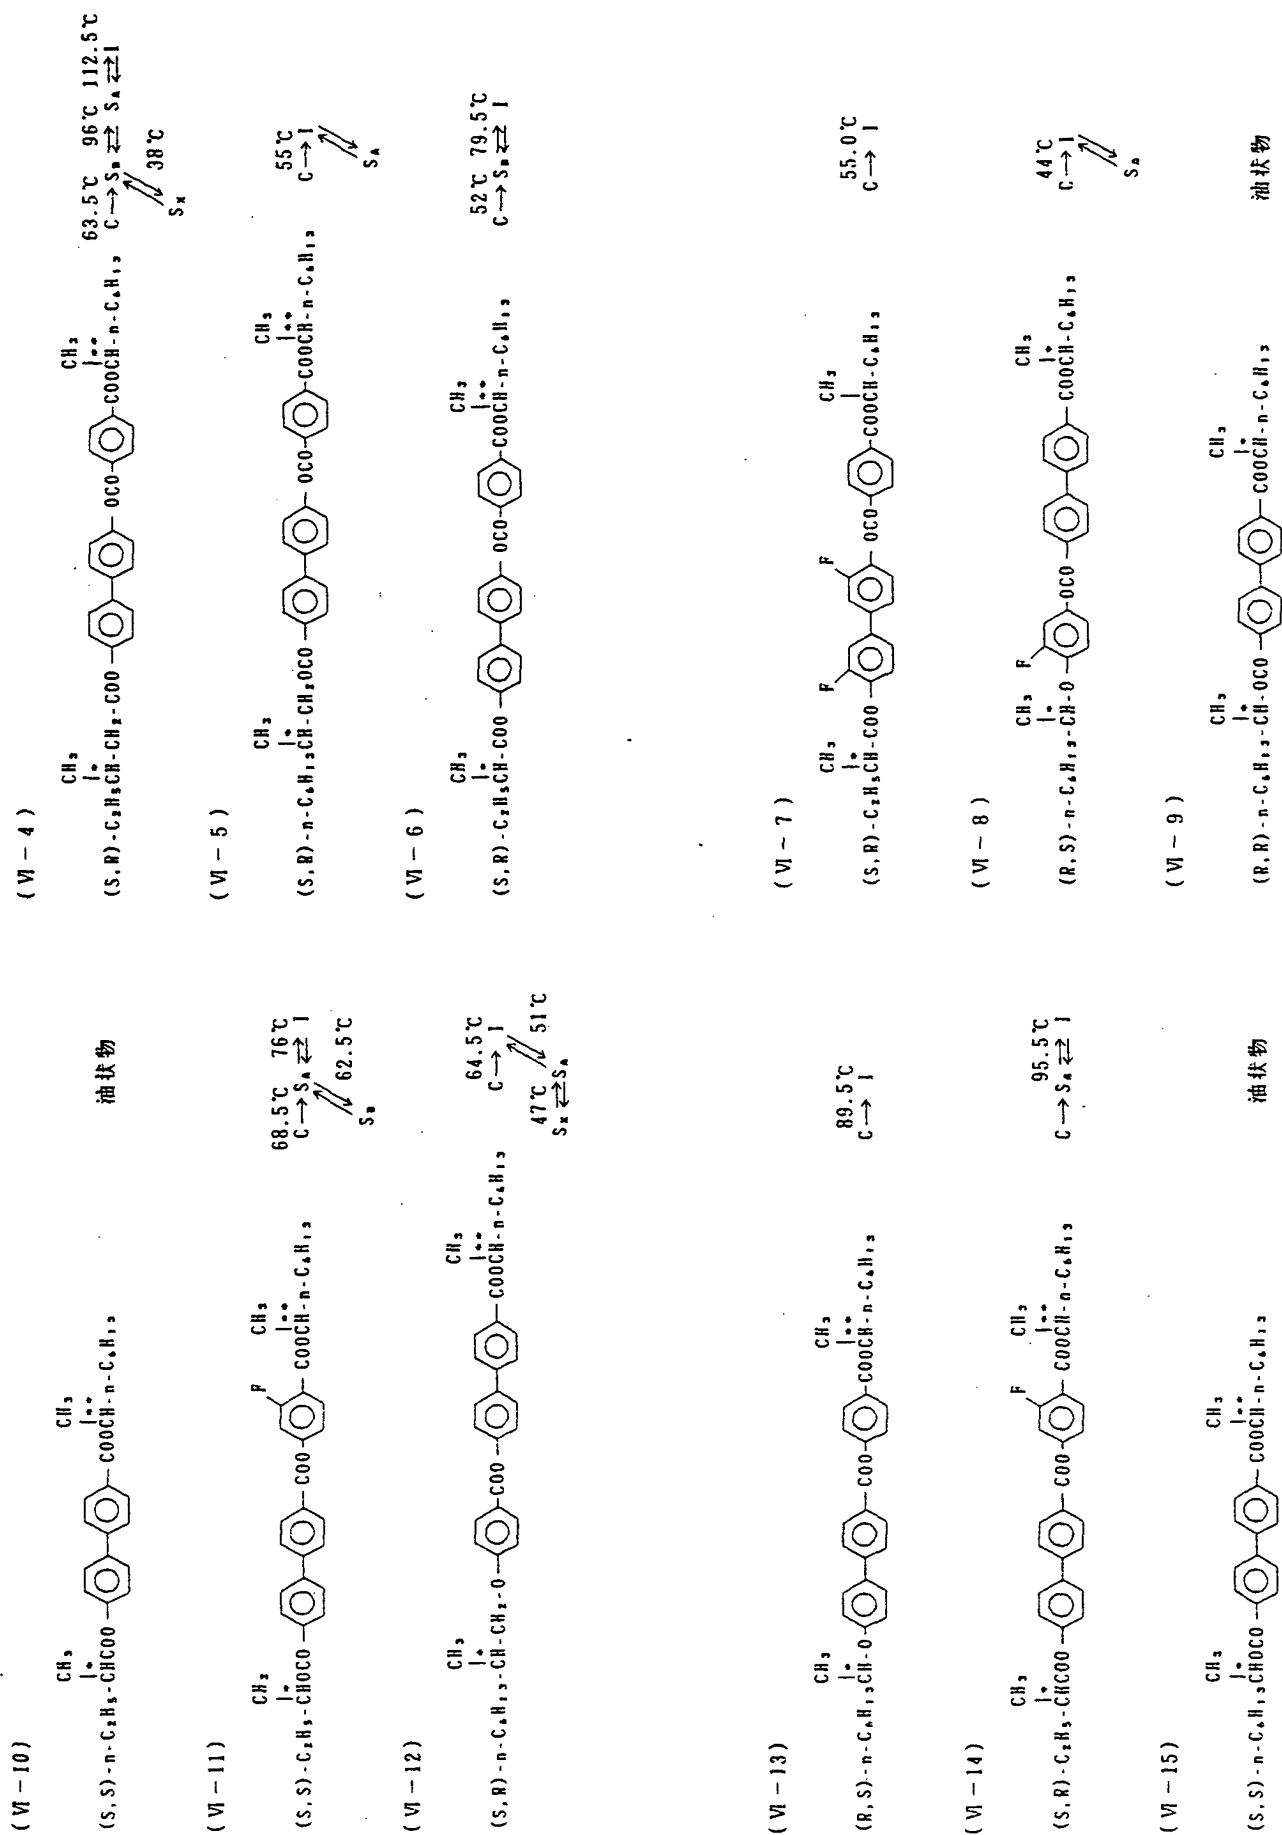 (Ⅵ-4)
63.5℃ 96℃ 112.5℃
CH₃ CH₃
(S,R)-C₂H₅CH-CH₂-COO- -OCO- -COOCH-n-C₆H₁₃ C→S_B⇄S_A⇄I
* **
38℃
S_X
(Ⅵ-5)
55℃
CH₃ CH₃
(S,R)-n-C₆H₁₃CH-CH₂OCO- -OCO- -COOCH-n-C₆H₁₃ C→I
* **
S_A
(Ⅵ-6)
52℃ 79.5℃
CH₃ CH₃
(S,R)-C₂H₅CH-COO- -OCO- -COOCH-n-C₆H₁₃ C→S_B⇄I
* **
(Ⅵ~7)
55.0℃
CH₃ F F CH₃
(S,R)-C₂H₅CH-COO- -OCO- -COOCH-C₆H₁₃ C→I
*
(Ⅵ-8)
44℃
CH₃ F CH₃
(R,S)-n-C₆H₁₃-CH-O- -OCO- -COOCH-C₆H₁₃ C→I
* *
S_A
(Ⅵ-9)
CH₃ CH₃
(R,R)-n-C₆H₁₃-CH-OCO- -COOCH-n-C₆H₁₃ 油状物
* *
(Ⅵ-10)
CH₃ CH₃
(S,S)-n-C₂H₅-CHCOO- -COOCH-n-C₆H₁₃ 油状物
* **
(Ⅵ-11)
68.5℃ 76℃
CH₃ F CH₃
(S,S)-C₂H₅-CHOCO- -COO- -COOCH-n-C₆H₁₃ C→S_A⇄I
* **
62.5℃
S_B
(Ⅵ-12)
64.5℃
CH₃ CH₃
(S,R)-n-C₆H₁₃-CH-CH₂-O- -COO- -COOCH-n-C₆H₁₃ C→I
* **
47℃ 51℃
S_X⇄S_A
(Ⅵ-13)
89.5℃
CH₃ CH₃
(R,S)-n-C₆H₁₃CH-O- -COO- -COOCH-n-C₆H₁₃ C→I
* **
(Ⅵ-14)
95.5℃
CH₃ F CH₃
(S,R)-C₂H₅-CHCOO- -COO- -COOCH-n-C₆H₁₃ C→S_A⇄I
* **
(Ⅵ-15)
CH₃ CH₃
(S,S)-n-C₆H₁₃CHOCO- -COOCH-n-C₆H₁₃ 油状物
* **